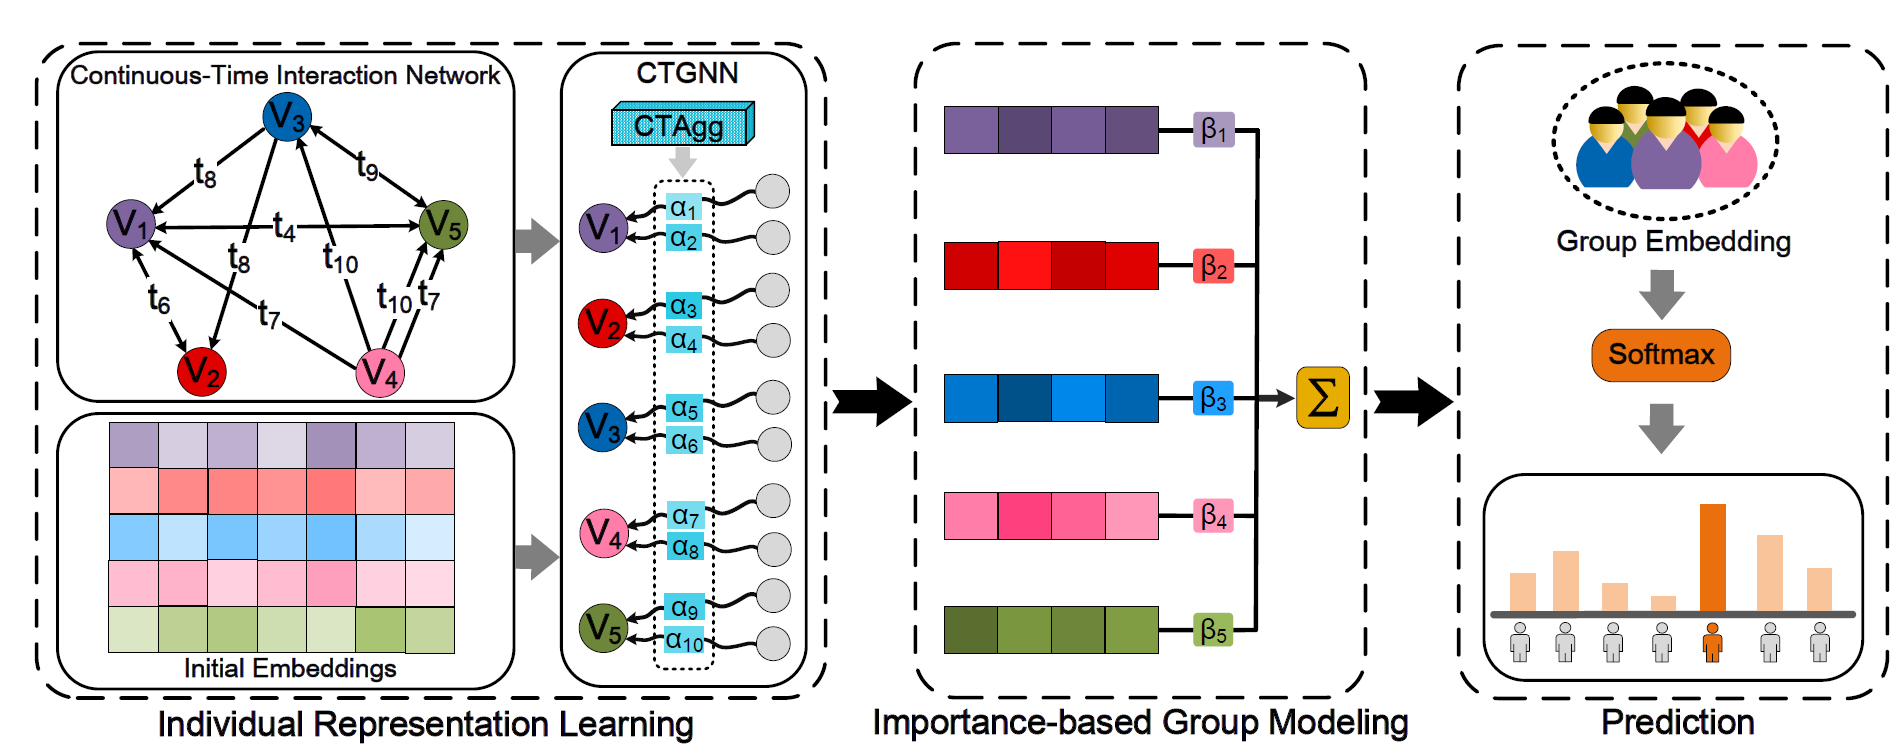 Continuous-Time Interaction Network
V3
t8
t9
V1
t4
V5
t8
t10
t6
t7
t10
t7
V2
V4
Initial Embeddings
CTGNN
CTAgg
V1
α1
α2
V2
α3
α4
V3
α5
α6
V4
α7
α8
V5
α9
α10
Individual Representation Learning
β1
β2
β3
β4
β5
Σ
Importance-based Group Modeling
Group Embedding
Softmax
Prediction